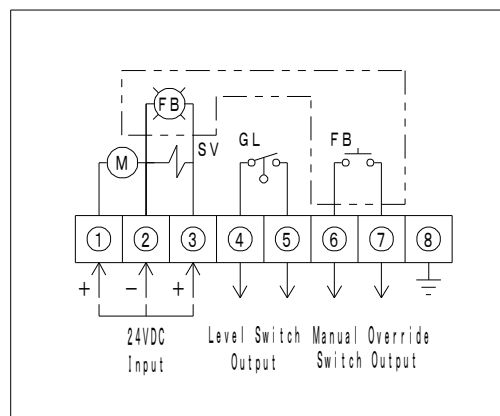 FB
SV
GL
FB
M
1 2 3 4 5 6 7 8
+ − +
24VDC
Input
Level Switch
Output
Manual Override
Switch Output